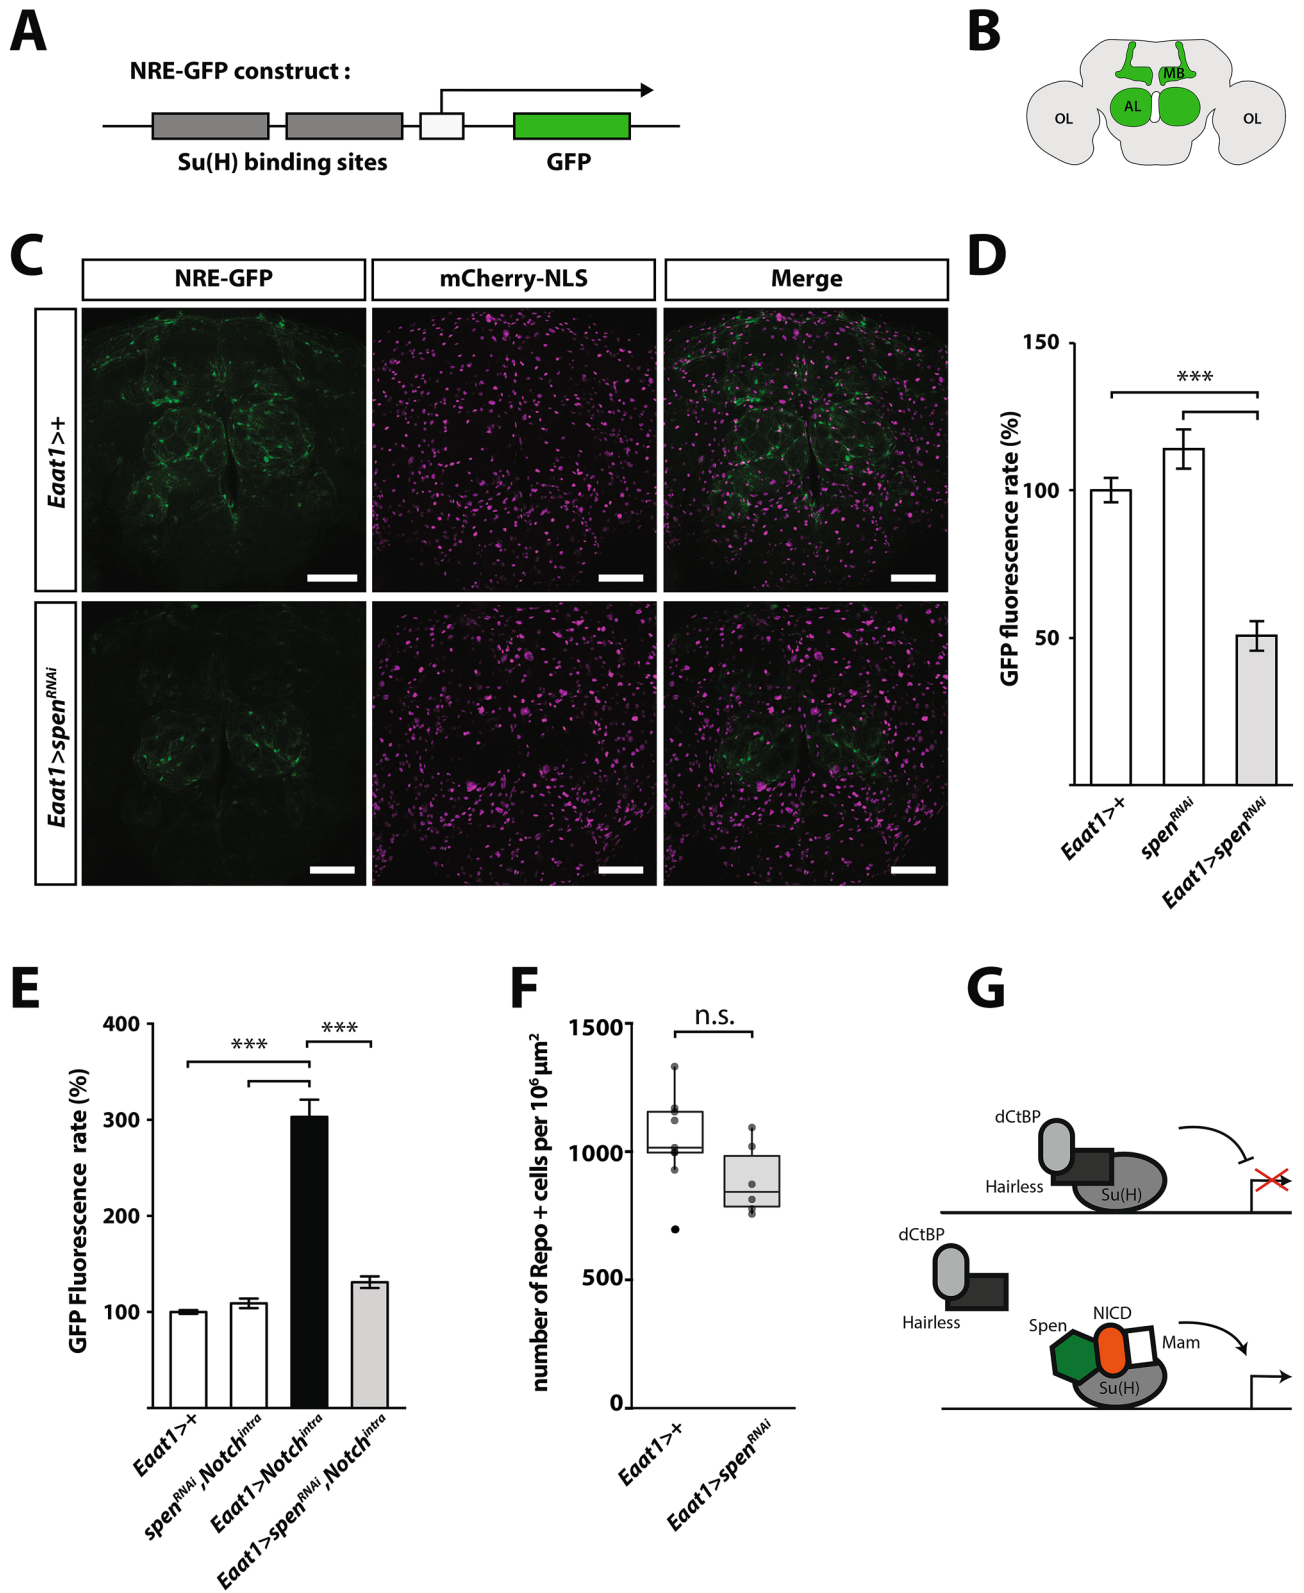 A
NRE-GFP construct :
Su(H) binding sites
GFP
B
MB
AL
OL
OL
C
NRE-GFP
mCherry-NLS
Merge
Eaat1>+
Eaat1>spenRNAi
D
GFP fluorescence rate (%)
150
100
50
***
Eaat1>+
spenRNAi
Eaat1>spenRNAi
E
GFP Fluorescence rate (%)
400
300
200
100
***
***
Eaat1>+
spenRNAi,Notchintra
Eaat1>Notchintra
Eaat1>spenRNAi,Notchintra
F
number of Repo + cells per 10⁶µm²
1500
1000
500
0
n.s.
Eaat1>+
Eaat1>spenRNAi
G
dCtBP
Hairless
Su(H)
dCtBP
Hairless
Spen
NICD
Mam
Su(H)